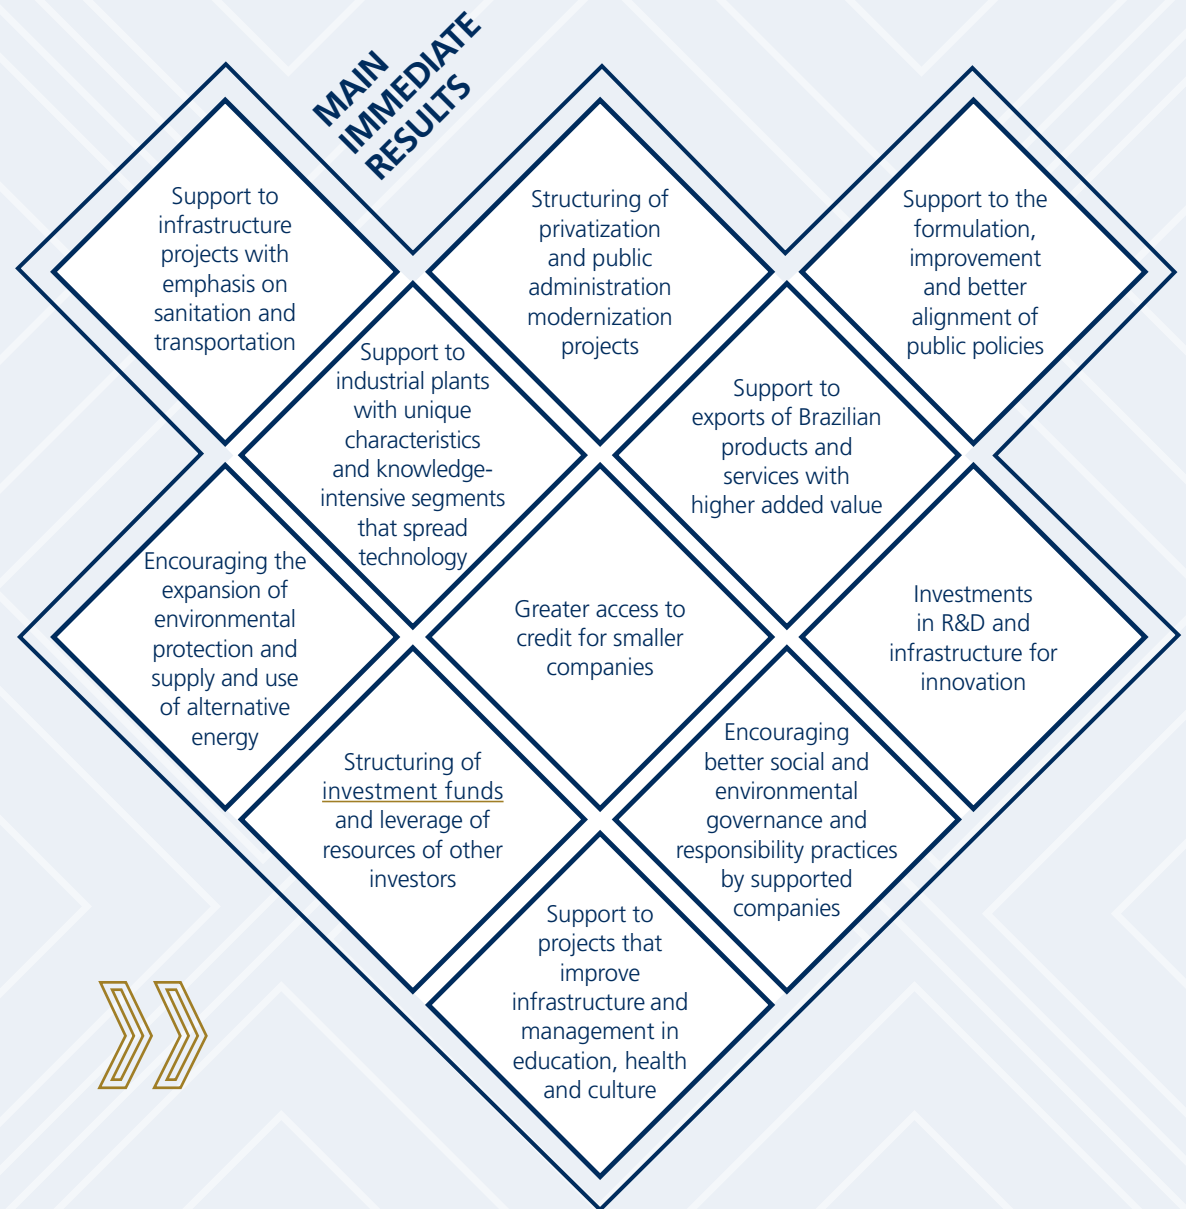 MAIN
IMMEDIATE
RESULTS
Support to
infrastructure
projects with
emphasis on
sanitation and
transportation
Structuring of
privatization
and public
administration
modernization
projects
Support to the
formulation,
improvement
and better
alignment of
public policies
Support to
industrial plants
with unique
characteristics
and knowledge-
intensive segments
that spread
technology
Support to
exports of Brazilian
products and
services with
higher added value
Encouraging the
expansion of
environmental
protection and
supply and use
of alternative
energy
Greater access to
credit for smaller
companies
Investments
in R&D and
infrastructure for
innovation
Structuring of
investment funds
and leverage of
resources of other
investors
Encouraging
better social and
environmental
governance and
responsibility practices
by supported
companies
Support to
projects that
improve
infrastructure and
management in
education, health
and culture